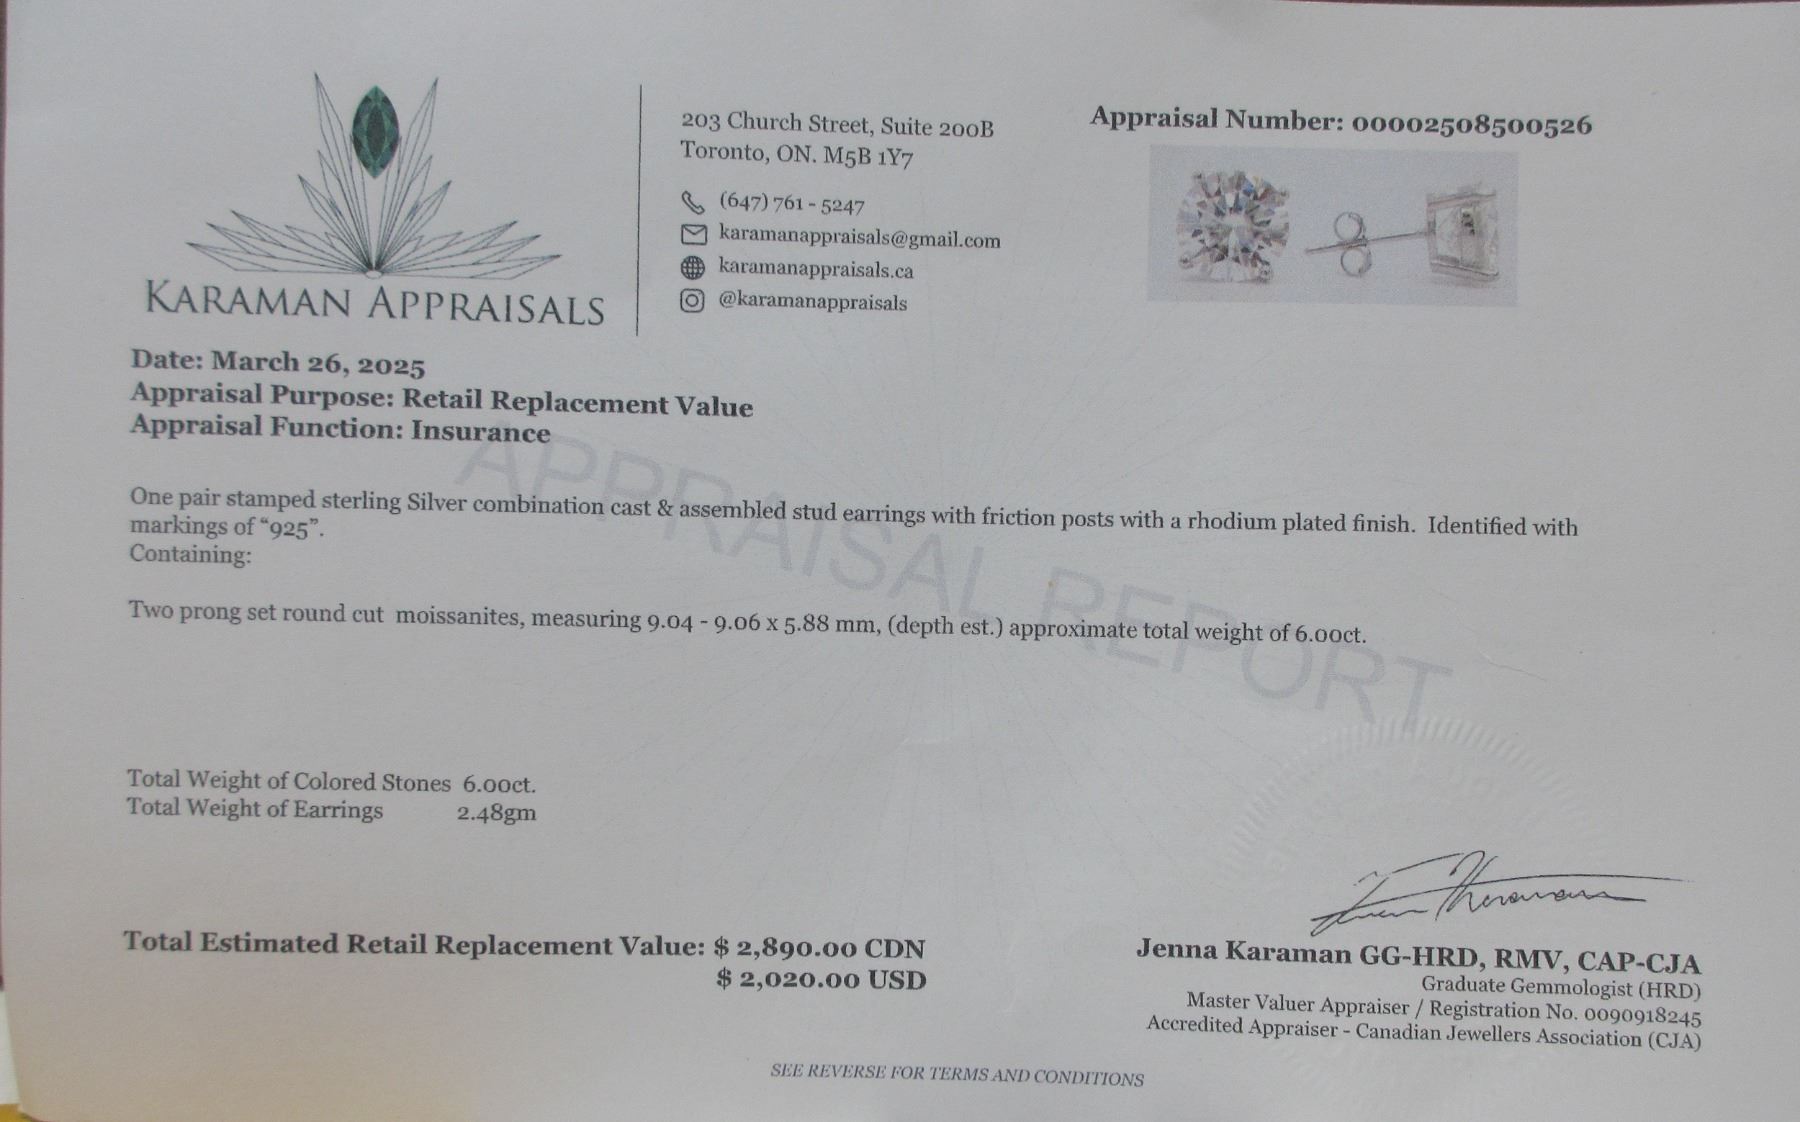 KARAMAN APPRAISALS
203 Church Street, Suite 200B
Toronto, ON. M5B 1Y7
(647) 761 - 5247
karamanappraisals@gmail.com
karamanappraisals.ca
@karamanappraisals
Appraisal Number: 00002508500526
Date: March 26, 2025
Appraisal Purpose: Retail Replacement Value
Appraisal Function: Insurance
APPRAISAL REPORT
One pair stamped sterling Silver combination cast & assembled stud earrings with friction posts with a rhodium plated finish. Identified with
markings of “925”.
Containing:
Two prong set round cut moissanites, measuring 9.04 - 9.06 x 5.88 mm, (depth est.) approximate total weight of 6.00ct.
Total Weight of Colored Stones 6.00ct.
Total Weight of Earrings 2.48gm
Total Estimated Retail Replacement Value: $ 2,890.00 CDN
$ 2,020.00 USD
Jenna Karaman GG-HRD, RMV, CAP-CJA
Graduate Gemmologist (HRD)
Master Valuer Appraiser / Registration No. 0090918245
Accredited Appraiser - Canadian Jewellers Association (CJA)
SEE REVERSE FOR TERMS AND CONDITIONS